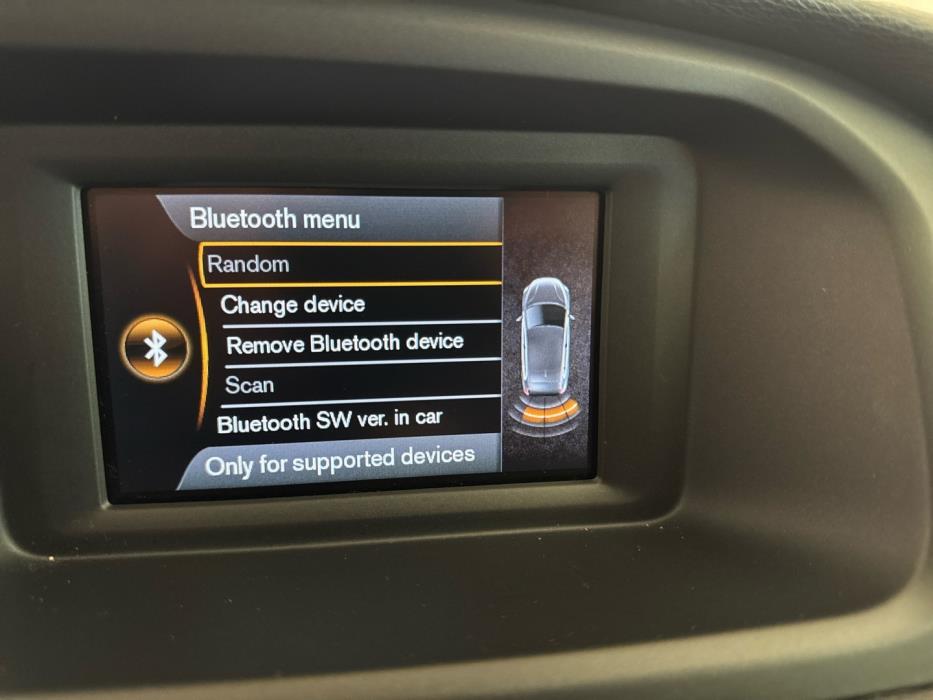 Bluetooth menu
Random
Change device
Remove Bluetooth device
Scan
Bluetooth SW ver. in car
Only for supported devices